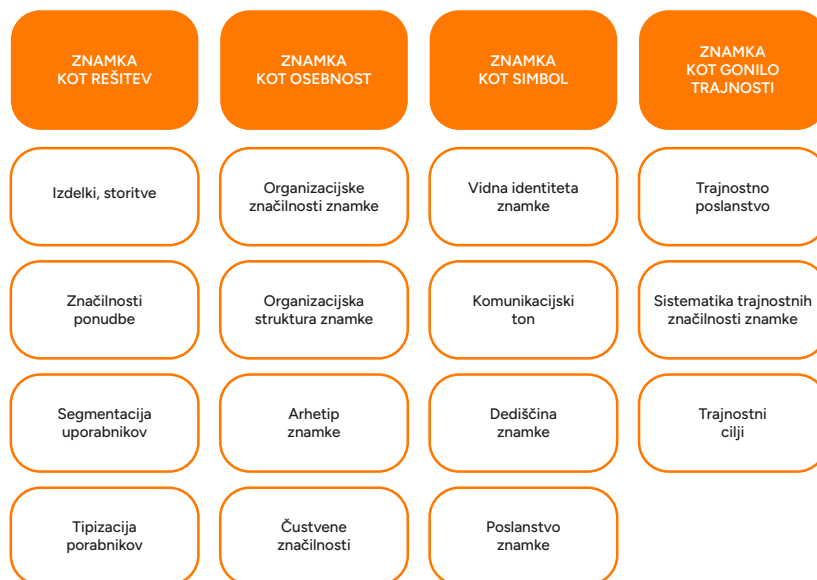 ZNAMKA
KOT REŠITEV
ZNAMKA
KOT OSEBNOST
ZNAMKA
KOT SIMBOL
ZNAMKA
KOT GONILO
TRAJNOSTI
Izdelki, storitve
Organizacijske
značilnosti znamke
Vidna identiteta
znamke
Trajnostno
poslanstvo
Značilnosti
ponudbe
Organizacijska
struktura znamke
Komunikacijski
ton
Sistematika trajnostnih
značilnosti znamke
Segmentacija
uporabnikov
Arhetip
znamke
Dediščina
znamke
Trajnostni
cilji
Tipizacija
porabnikov
Čustvene
značilnosti
Poslanstvo
znamke